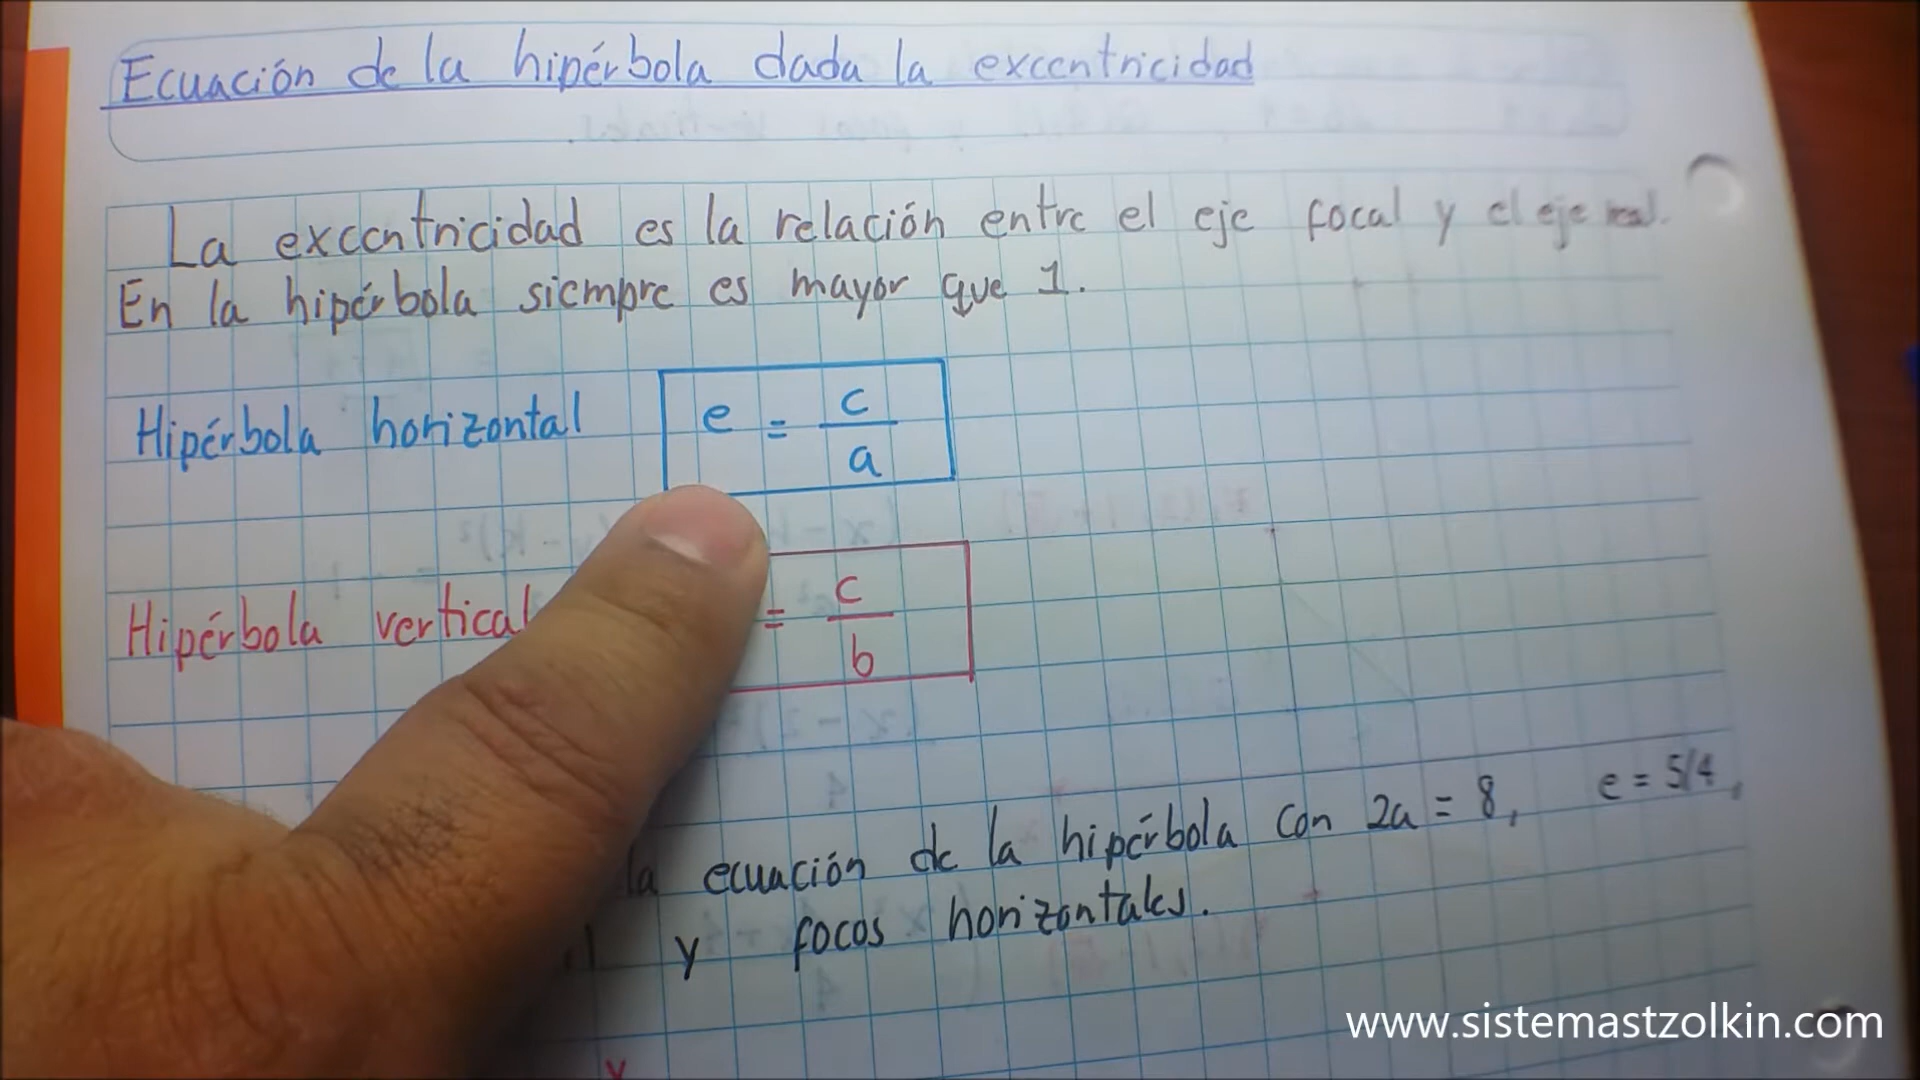 Ecuación de la hipérbola dada la excentricidad
La excentricidad es la relación entre el eje focal y el eje real.
En la hipérbola siempre es mayor que 1.
Hipérbola horizontal e = c/a
Hipérbola vertical = c/b
la ecuación de la hipérbola con 2a = 8, e = 5/4,
y focos horizontales.
www.sistemastzolkin.com